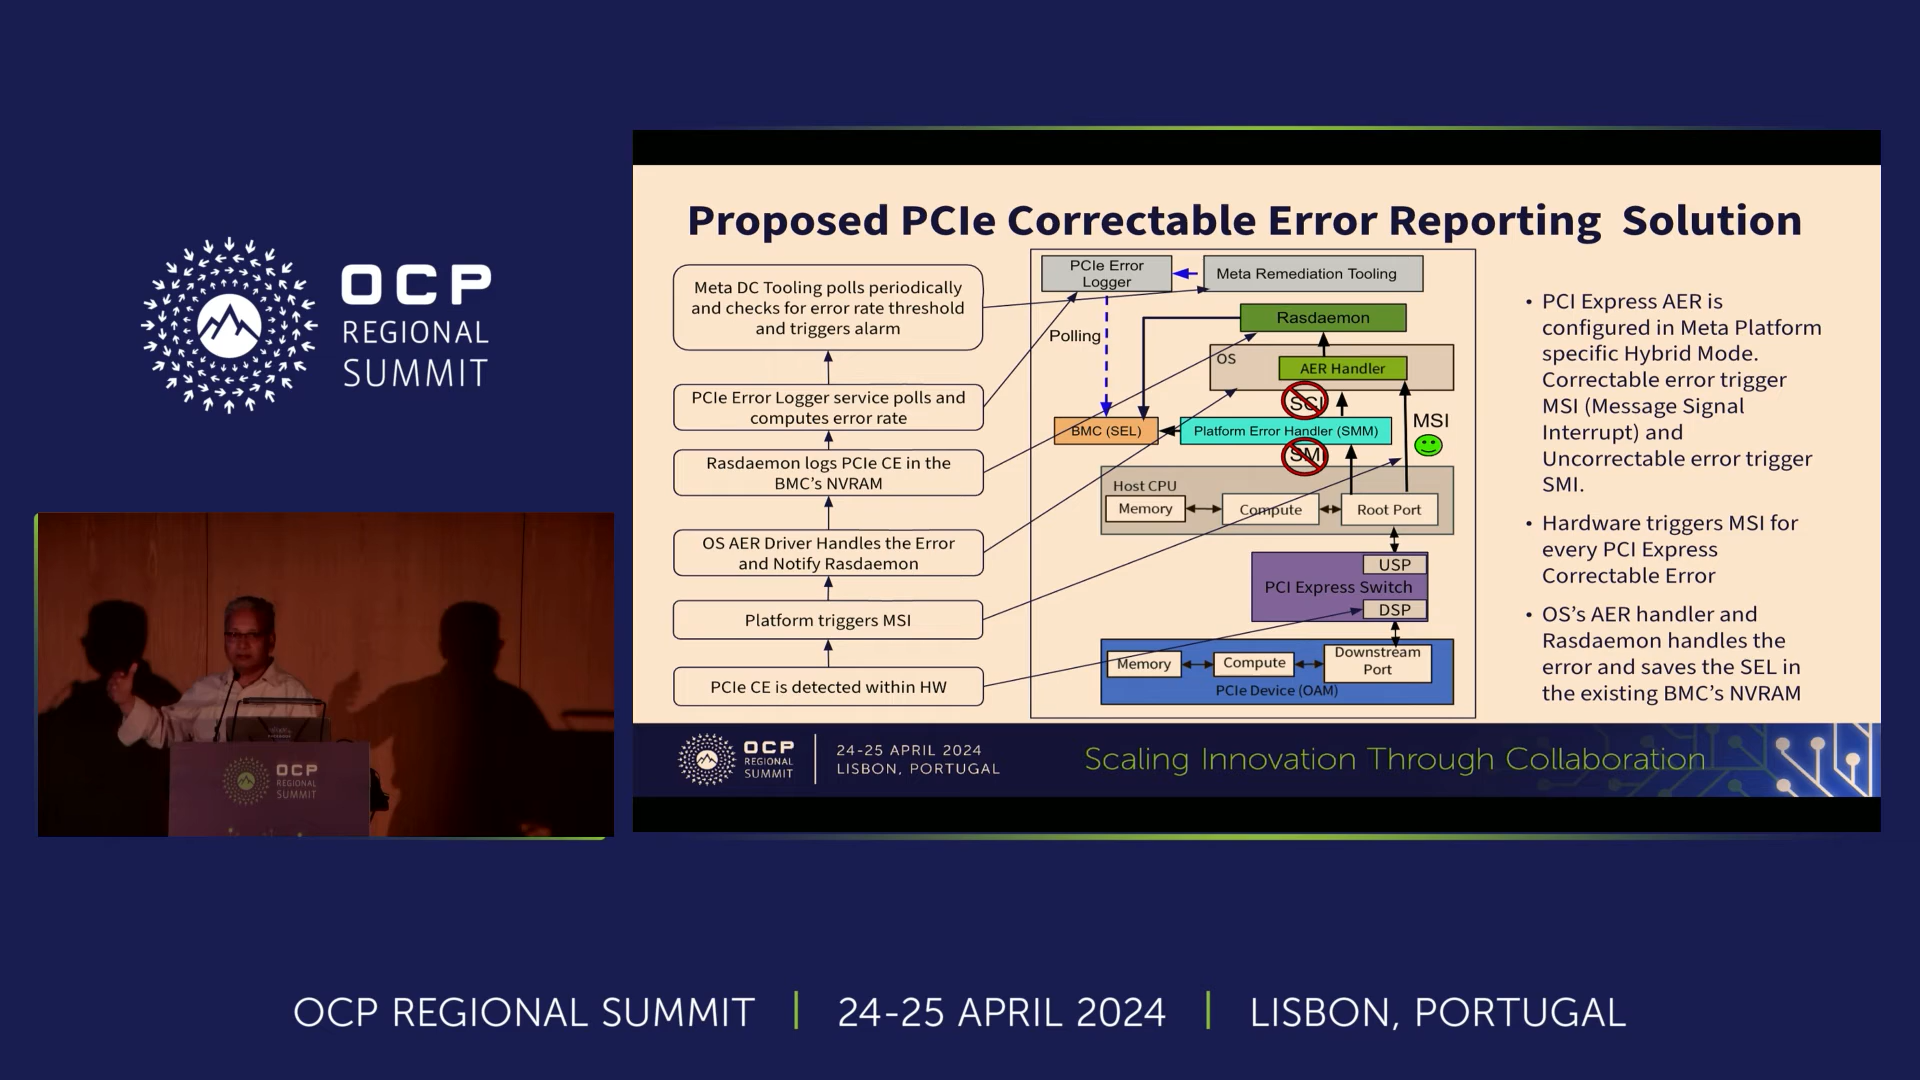 OCP
REGIONAL
SUMMIT
Proposed PCIe Correctable Error Reporting Solution
Meta DC Tooling polls periodically
and checks for error rate threshold
and triggers alarm
PCIe Error Logger service polls and
computes error rate
Rasdaemon logs PCIe CE in the
BMC's NVRAM
OS AER Driver Handles the Error
and Notify Rasdaemon
Platform triggers MSI
PCIe CE is detected within HW
PCIe Error
Logger
Meta Remediation Tooling
Polling
Rasdaemon
OS
AER Handler
SCI
BMC (SEL)
Platform Error Handler (SMM)
MSI
SMI
Host CPU
Memory
Compute
Root Port
USP
PCI Express Switch
DSP
Memory
Compute
Downstream
Port
PCIe Device (OAM)
• PCI Express AER is
configured in Meta Platform
specific Hybrid Mode.
Correctable error trigger
MSI (Message Signal
Interrupt) and
Uncorrectable error trigger
SMI.
• Hardware triggers MSI for
every PCI Express
Correctable Error
• OS's AER handler and
Rasdaemon handles the
error and saves the SEL in
the existing BMC's NVRAM
OCP
REGIONAL
SUMMIT
24-25 APRIL 2024
LISBON, PORTUGAL
Scaling Innovation Through Collaboration
OCP
REGIONAL
SUMMIT
OCP REGIONAL SUMMIT | 24-25 APRIL 2024 | LISBON, PORTUGAL